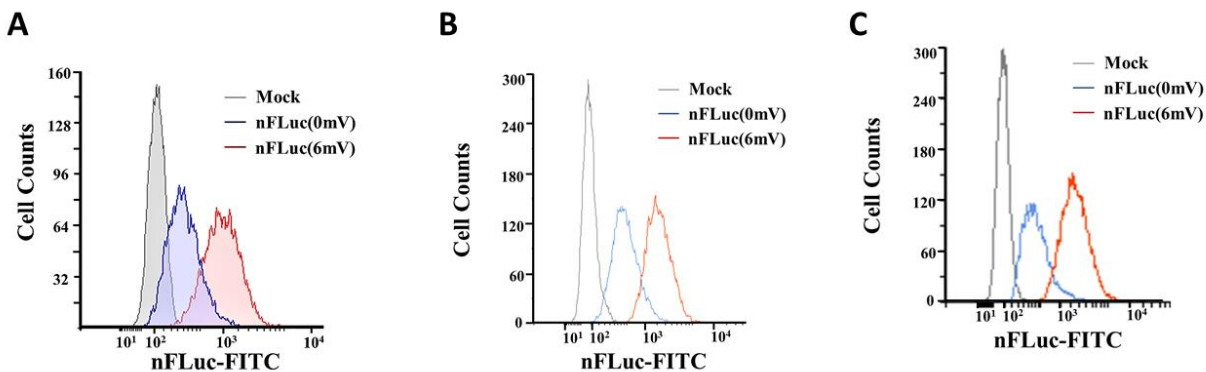 A
160
128
96
64
32
Cell Counts
Mock
nFLuc(0mV)
nFLuc(6mV)
10¹ 10² 10³ 10⁴
nFLuc-FITC
B
300
240
180
120
60
0
Cell Counts
Mock
nFLuc(0mV)
nFLuc(6mV)
10¹ 10² 10³ 10⁴
nFLuc-FITC
C
300
240
180
120
60
0
Cell Counts
Mock
nFLuc(0mV)
nFLuc(6mV)
10¹ 10² 10³ 10⁴
nFLuc-FITC